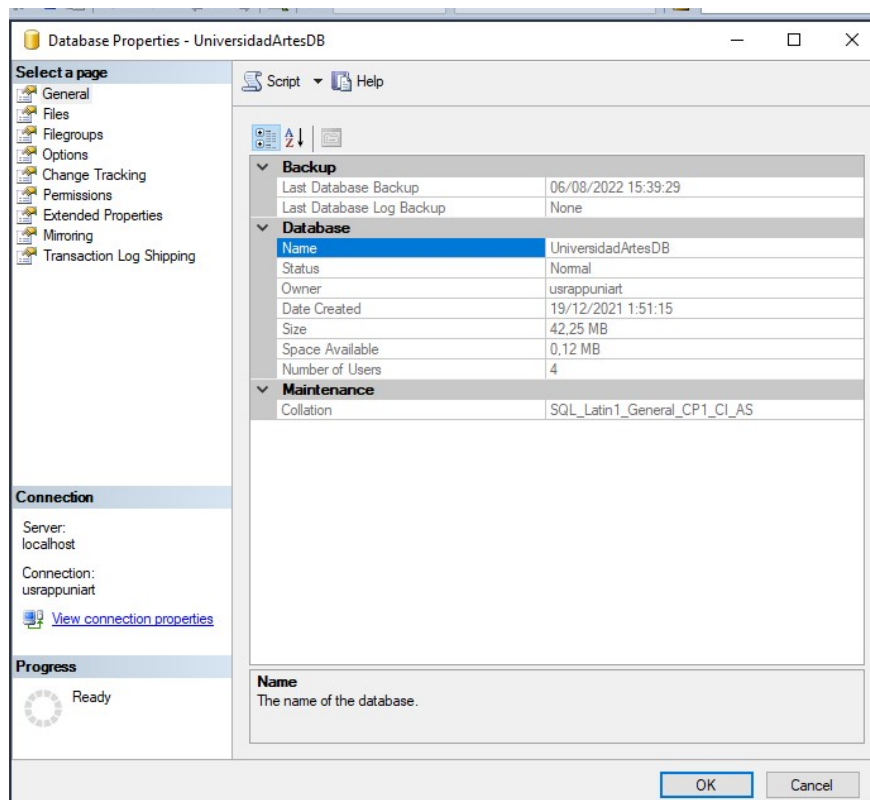 Database Properties - UniversidadArtesDB
Select a page
General
Files
Filegroups
Options
Change Tracking
Permissions
Extended Properties
Mirroring
Transaction Log Shipping
Script Help
Backup
Last Database Backup 06/08/2022 15:39:29
Last Database Log Backup None
Database
Name UniversidadArtesDB
Status Normal
Owner usrappuniart
Date Created 19/12/2021 1:51:15
Size 42,25 MB
Space Available 0,12 MB
Number of Users 4
Maintenance
Collation SQL_Latin1_General_CP1_CI_AS
Connection
Server:
localhost
Connection:
usrappuniart
View connection properties
Progress
Ready
Name
The name of the database.
OK Cancel